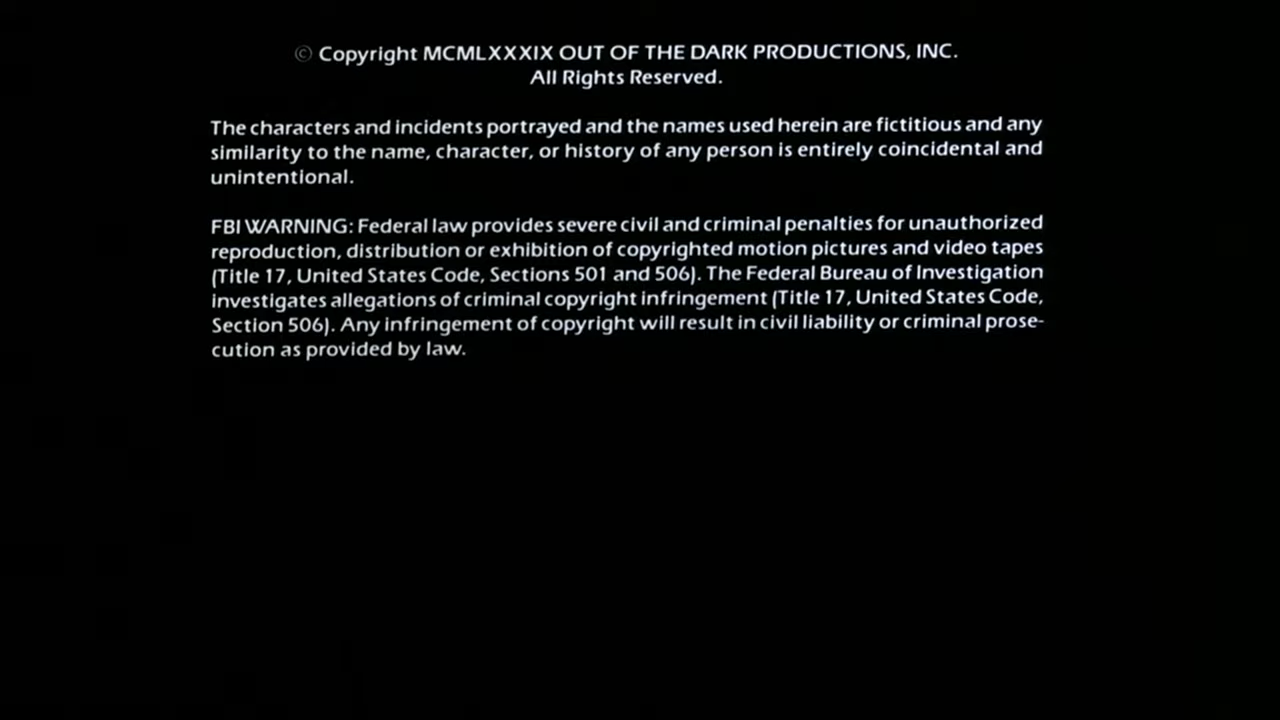 © Copyright MCMLXXXIX OUT OF THE DARK PRODUCTIONS, INC.
All Rights Reserved.
The characters and incidents portrayed and the names used herein are fictitious and any
similarity to the name, character, or history of any person is entirely coincidental and
unintentional.
FBI WARNING: Federal law provides severe civil and criminal penalties for unauthorized
reproduction, distribution or exhibition of copyrighted motion pictures and video tapes
(Title 17, United States Code, Sections 501 and 506). The Federal Bureau of Investigation
investigates allegations of criminal copyright infringement (Title 17, United States Code,
Section 506). Any infringement of copyright will result in civil liability or criminal prose-
cution as provided by law.